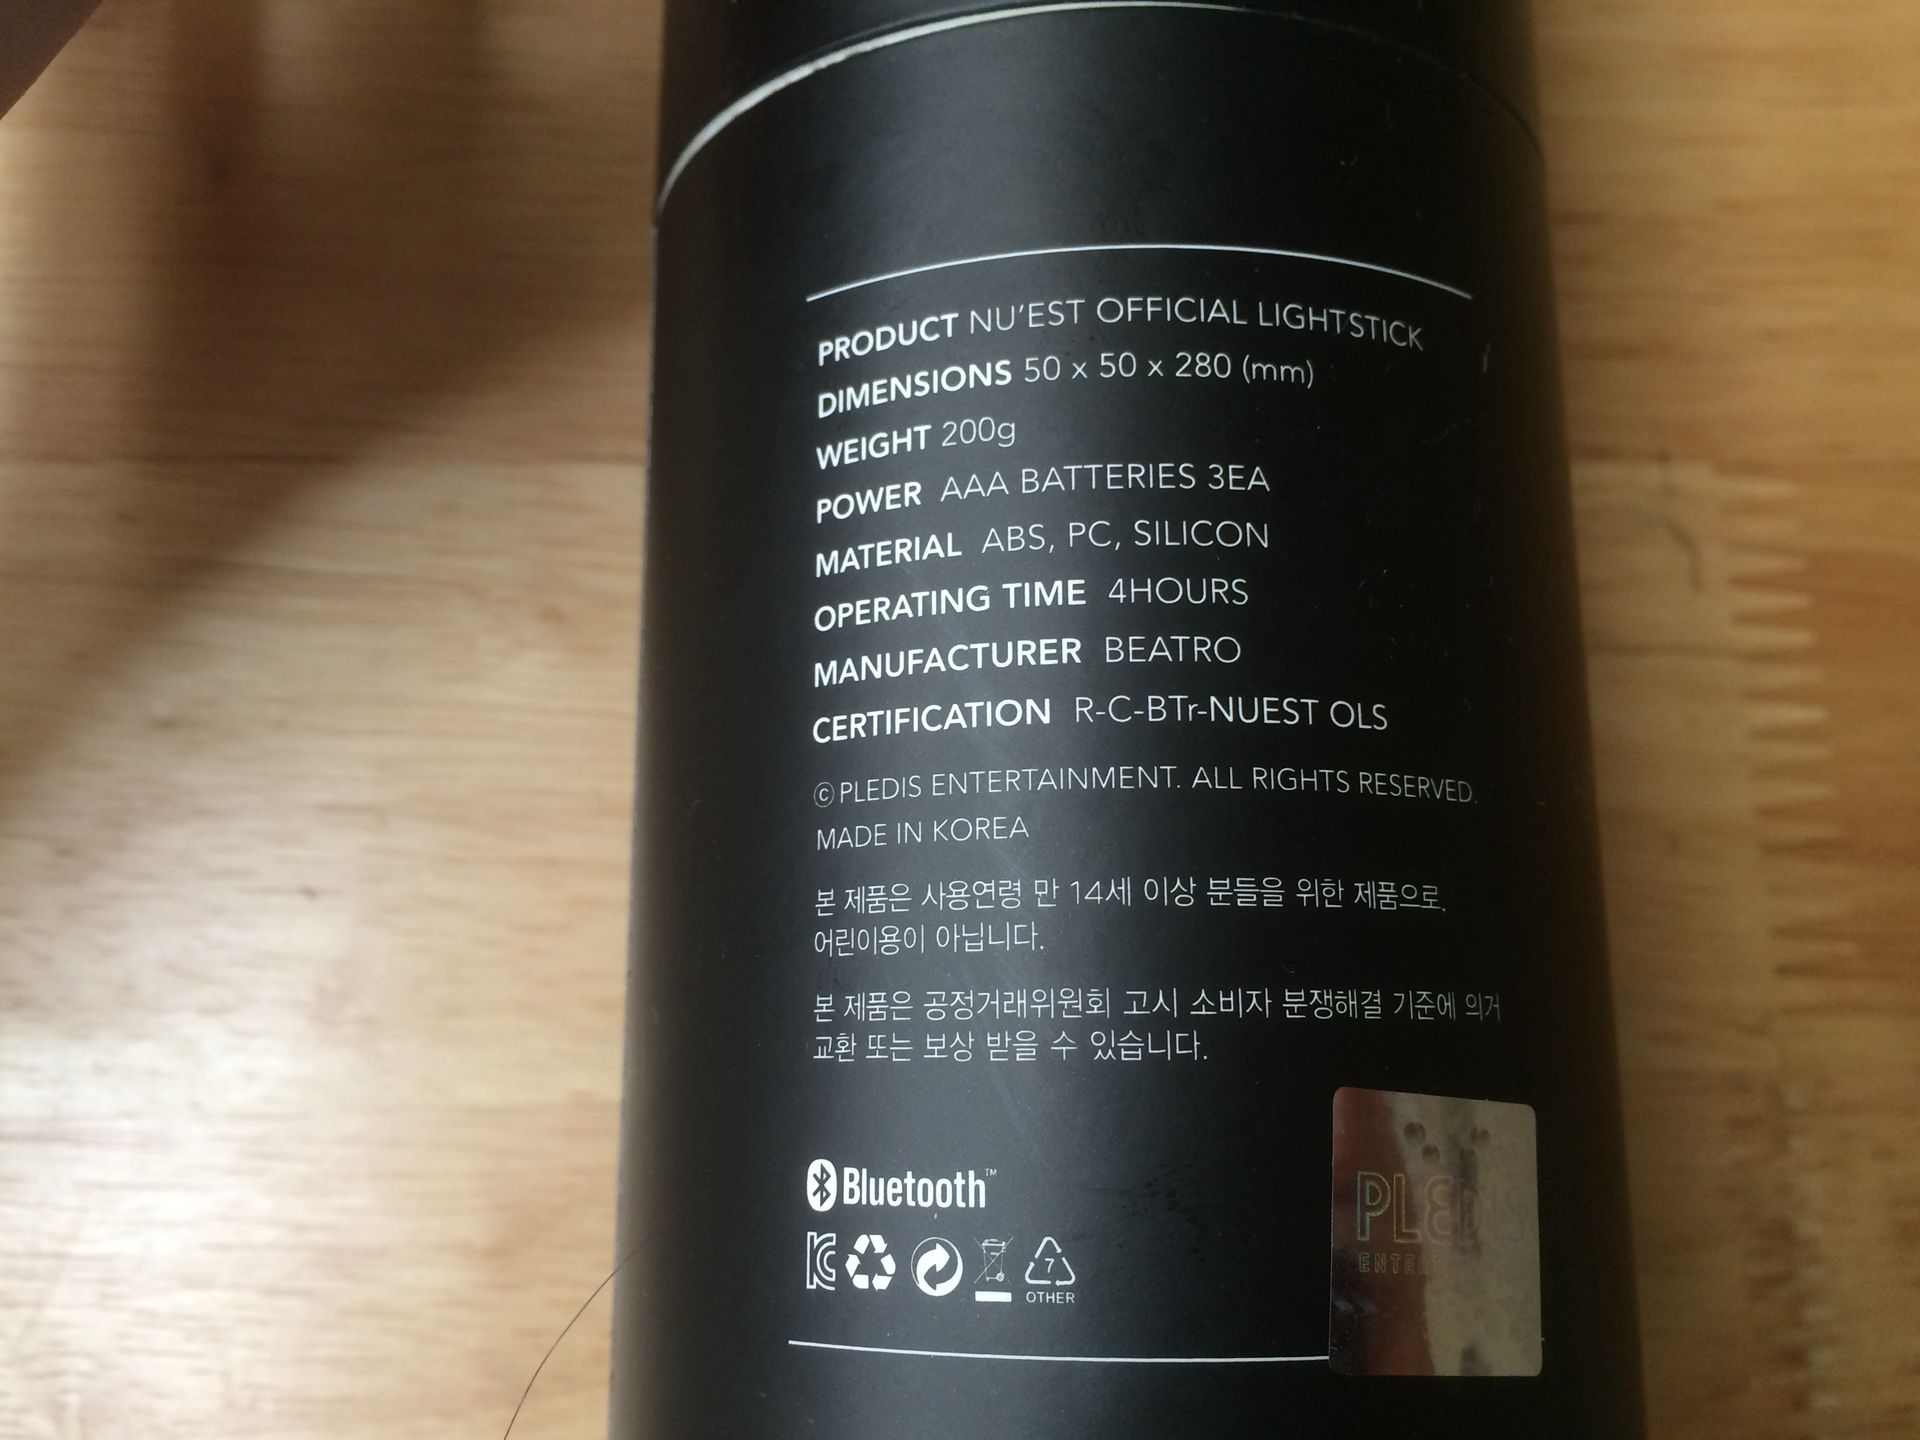 PRODUCT NU'EST OFFICIAL LIGHTSTICK
DIMENSIONS 50 x 50 x 280 (mm)
WEIGHT 200g
POWER AAA BATTERIES 3EA
MATERIAL ABS, PC, SILICON
OPERATING TIME 4HOURS
MANUFACTURER BEATRO
CERTIFICATION R-C-BTr-NUEST OLS
ⓒPLEDIS ENTERTAINMENT. ALL RIGHTS RESERVED.
MADE IN KOREA
본 제품은 사용연령 만 14세 이상 분들을 위한 제품으로,
어린이용이 아닙니다.
본 제품은 공정거래위원회 고시 소비자 분쟁해결 기준에 의거
교환 또는 보상 받을 수 있습니다.
Bluetooth™
7
OTHER